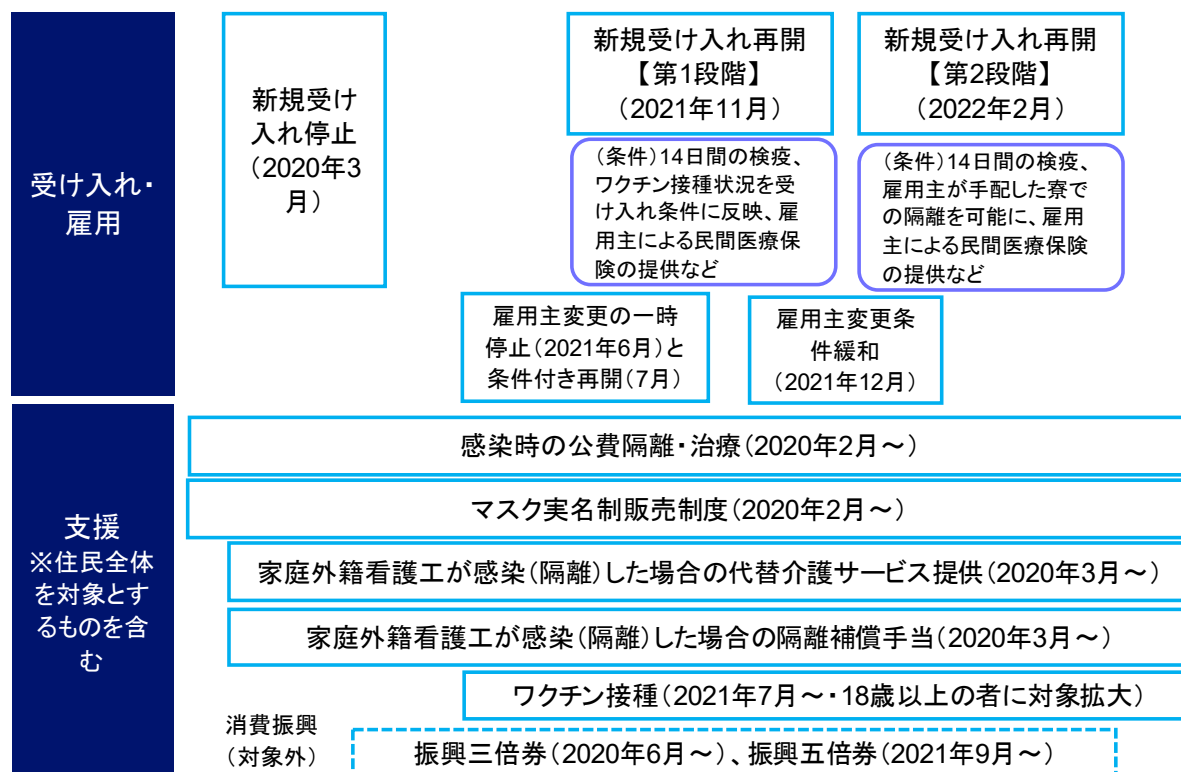 受け入れ・
雇用
新規受け
入れ停止
(2020年3
月)
新規受け入れ再開
【第1段階】
(2021年11月)
(条件)14日間の検疫、
ワクチン接種状況を受
け入れ条件に反映、雇
用主による民間医療保
険の提供など
新規受け入れ再開
【第2段階】
(2022年2月)
(条件)14日間の検疫、
雇用主が手配した寮で
の隔離を可能に、雇用
主による民間医療保険
の提供など
雇用主変更の一時
停止(2021年6月)と
条件付き再開(7月)
雇用主変更条
件緩和
(2021年12月)
支援
※住民全体
を対象とす
るものを含
む
感染時の公費隔離・治療(2020年2月~)
マスク実名制販売制度(2020年2月~)
家庭外籍看護工が感染(隔離)した場合の代替介護サービス提供(2020年3月~)
家庭外籍看護工が感染(隔離)した場合の隔離補償手当(2020年3月~)
ワクチン接種(2021年7月~・18歳以上の者に対象拡大)
消費振興
(対象外)
振興三倍券(2020年6月~)、振興五倍券(2021年9月~)